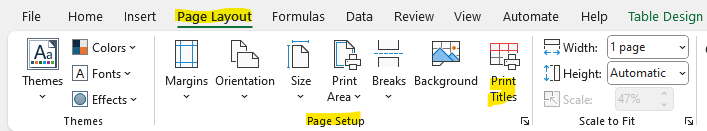 File Home Insert Page Layout Formulas Data Review View Automate Help Table Design
Themes
Aa
Colors
A Fonts
Effects
Themes
Margins
Orientation
Size
Print
Area
Breaks
Background
Print
Titles
Page Setup
Width: 1 page
Height: Automatic
Scale: 47%
Scale to Fit